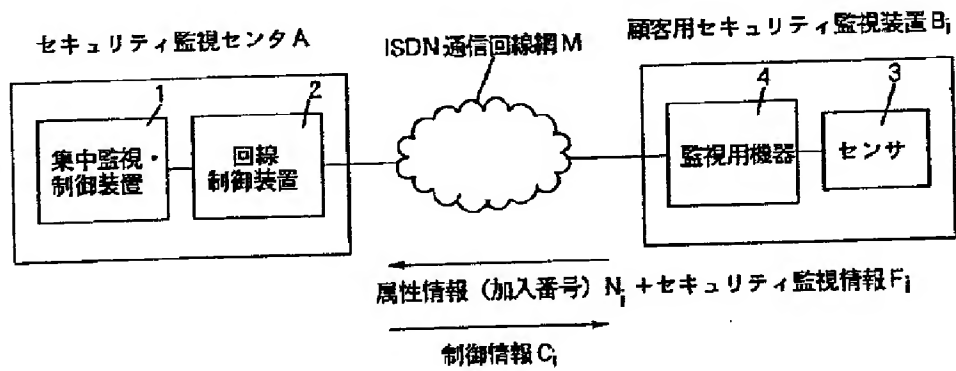 セキュリティ監視センタA
ISDN通信回線網M
顧客用セキュリティ監視装置Bi
1
2
4
3
集中監視・
制御装置
回線
制御装置
監視用機器
センサ
属性情報（加入番号）Ni＋セキュリティ監視情報Fi
制御情報Ci